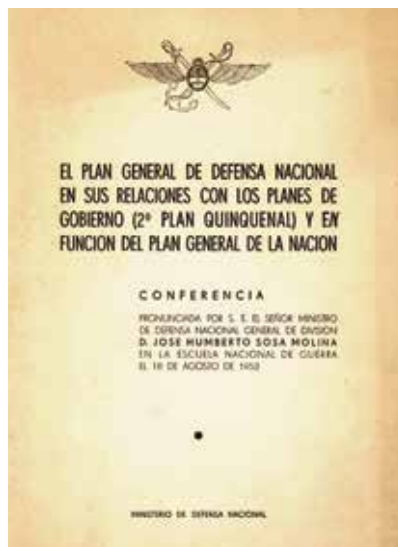 EL PLAN GENERAL DE DEFENSA NACIONAL
EN SUS RELACIONES CON LOS PLANES DE
GOBIERNO (2º PLAN QUINQUENAL) Y EN
FUNCION DEL PLAN GENERAL DE LA NACION
CONFERENCIA
PRONUNCIADA POR S. E. EL SEÑOR MINISTRO
DE DEFENSA NACIONAL GENERAL DE DIVISION
D. JOSE HUMBERTO SOSA MOLINA
EN LA ESCUELA NACIONAL DE GUERRA
EL 18 DE AGOSTO DE
MINISTERIO DE DEFENSA NACIONAL